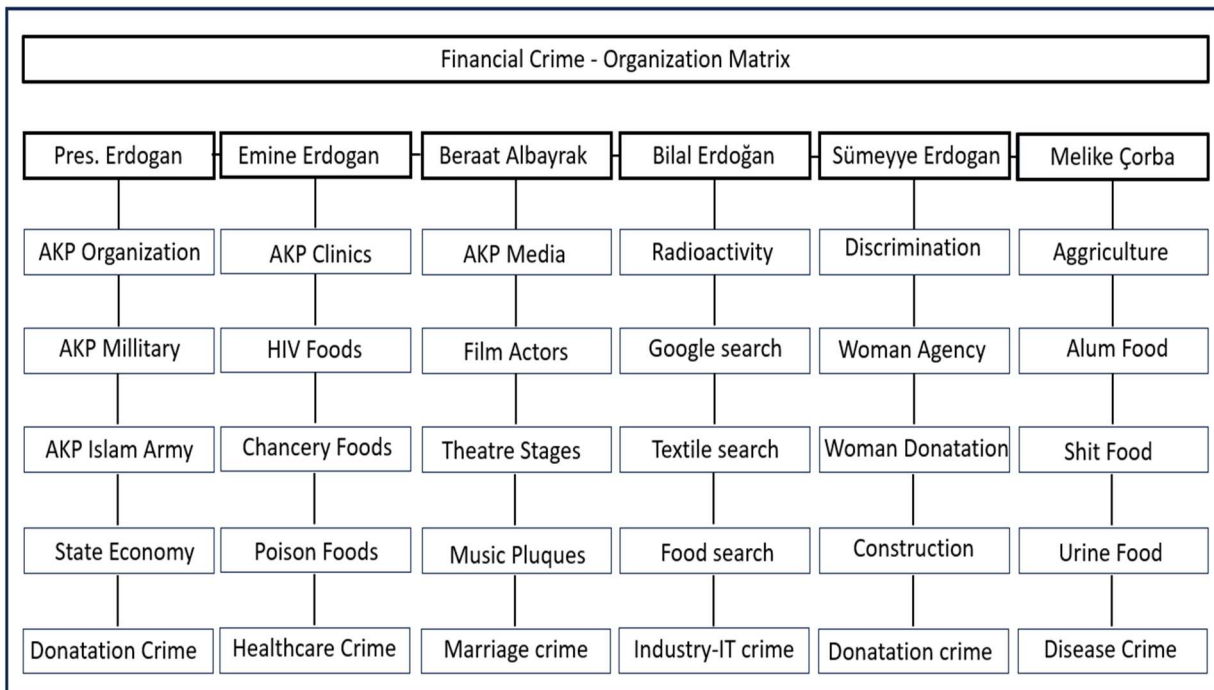 Financial Crime - Organization Matrix
Pres. Erdogan
Emine Erdogan
Beraat Albayrak
Bilal Erdoğan
Sümeyye Erdogan
Melike Çorba
AKP Organization
AKP Clinics
AKP Media
Radioactivity
Discrimination
Aggriculture
AKP Millitary
HIV Foods
Film Actors
Google search
Woman Agency
Alum Food
AKP Islam Army
Chancery Foods
Theatre Stages
Textile search
Woman Donatation
Shit Food
State Economy
Poison Foods
Music Pluques
Food search
Construction
Urine Food
Donatation Crime
Healthcare Crime
Marriage crime
Industry-IT crime
Donatation crime
Disease Crime